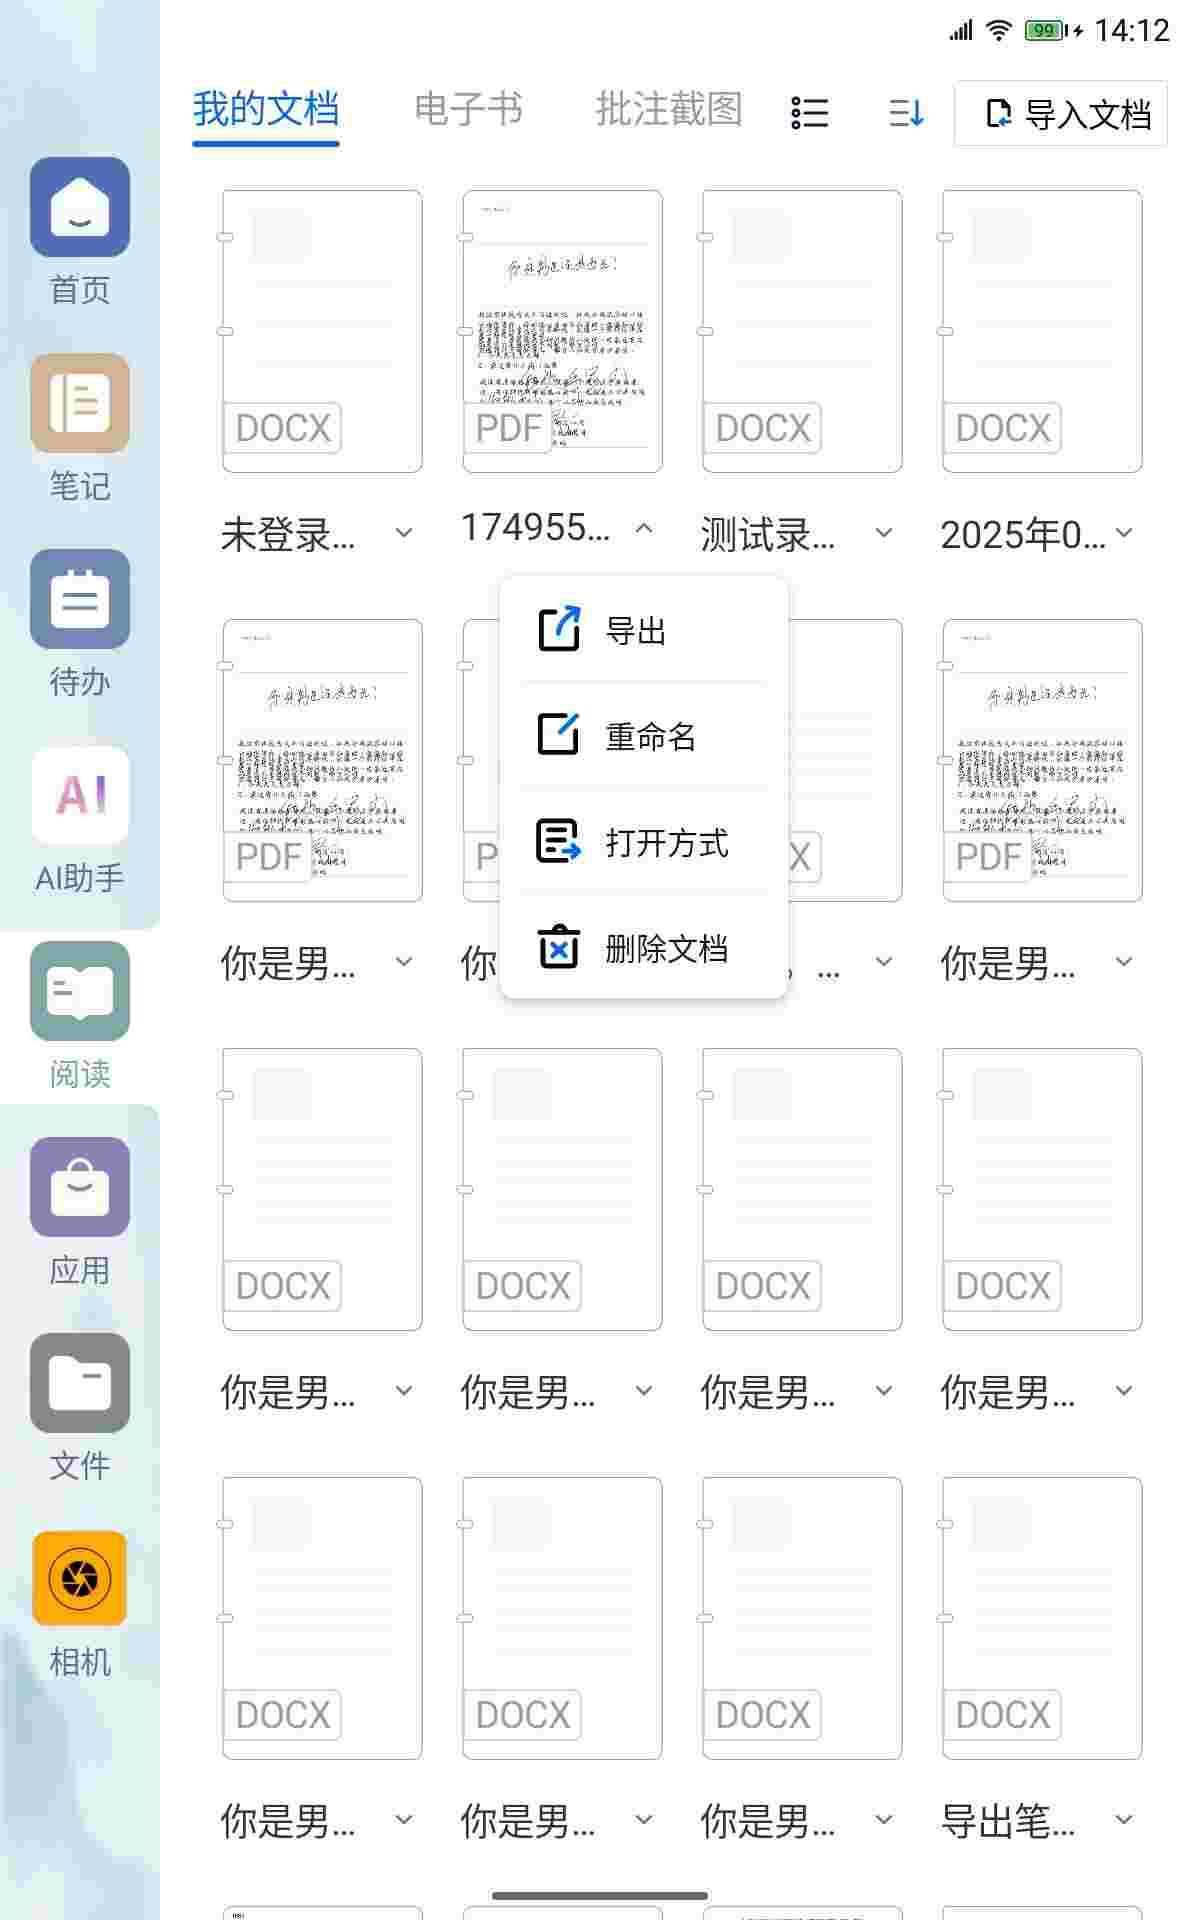 99 14:12
我的文档 电子书 批注截图 导入文档
首页
笔记
待办
AI
AI助手
阅读
应用
文件
相机
DOCX PDF DOCX DOCX
未登录... 174955... 测试录... 2025年0...
导出
重命名
打开方式
删除文档
PDF P X PDF
你是男... 你 ... 你是男...
DOCX DOCX DOCX DOCX
你是男... 你是男... 你是男... 你是男...
DOCX DOCX DOCX DOCX
你是男... 你是男... 你是男... 导出笔...